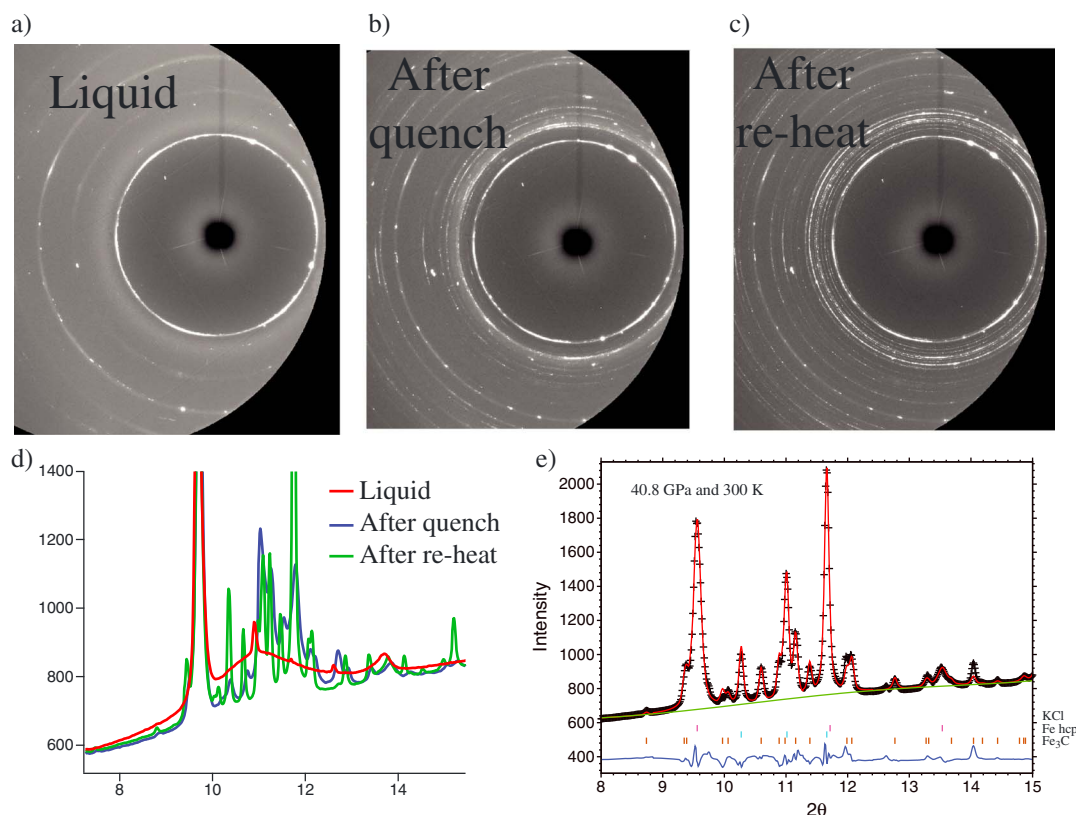 a)
b)
c)
Liquid
After
quench
After
re-heat
d)
1400
1200
1000
800
600
8
10
12
14
Liquid
After quench
After re-heat
e)
40.8 GPa and 300 K
Intensity
2000
1800
1600
1400
1200
1000
800
600
400
KCl
Fe hcp
Fe₃C
8
9
10
11
12
13
14
15
2θ